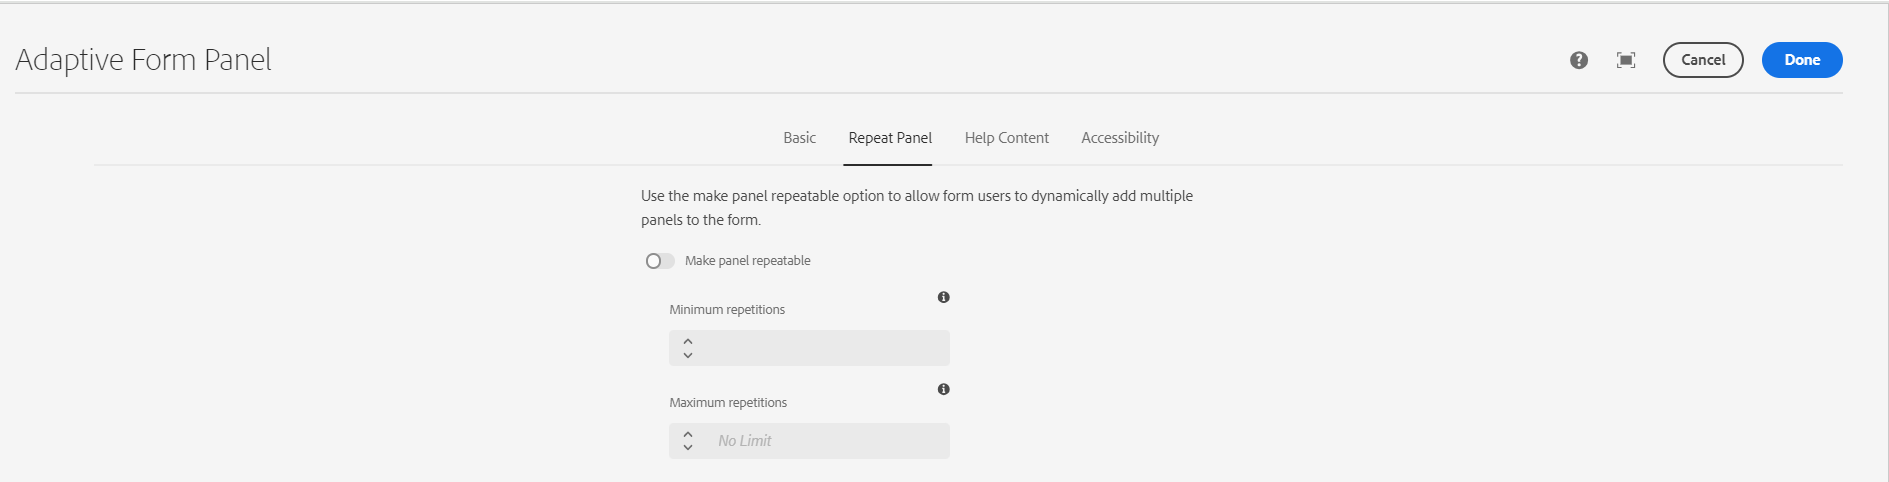 Adaptive Form Panel
Cancel
Done
Basic
Repeat Panel
Help Content
Accessibility
Use the make panel repeatable option to allow form users to dynamically add multiple
panels to the form.
Make panel repeatable
Minimum repetitions
Maximum repetitions
No Limit